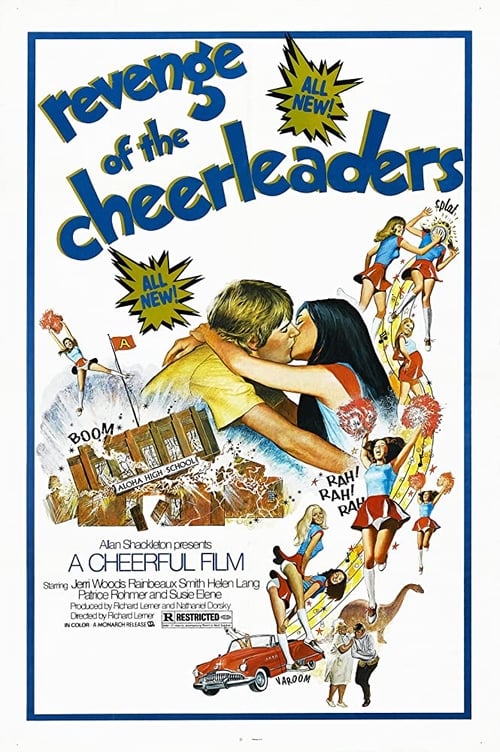 revenge
of the
cheerleaders
ALL
NEW!
splat
ALL
NEW!
A
BOOM
ALOHA HIGH SCHOOL
RAH!
RAH!
RAH
Allan Shackleton presents
A CHEERFUL FILM
Starring Jerii Woods Rainbeaux Smith Helen Lang
Patrice Rohmer and Susie Elene
Produced by Richard Lerner and Nathaniel Dorsky
Directed by Richard Lerner
IN COLOR · A MONARCH RELEASE
R RESTRICTED
VAROOM